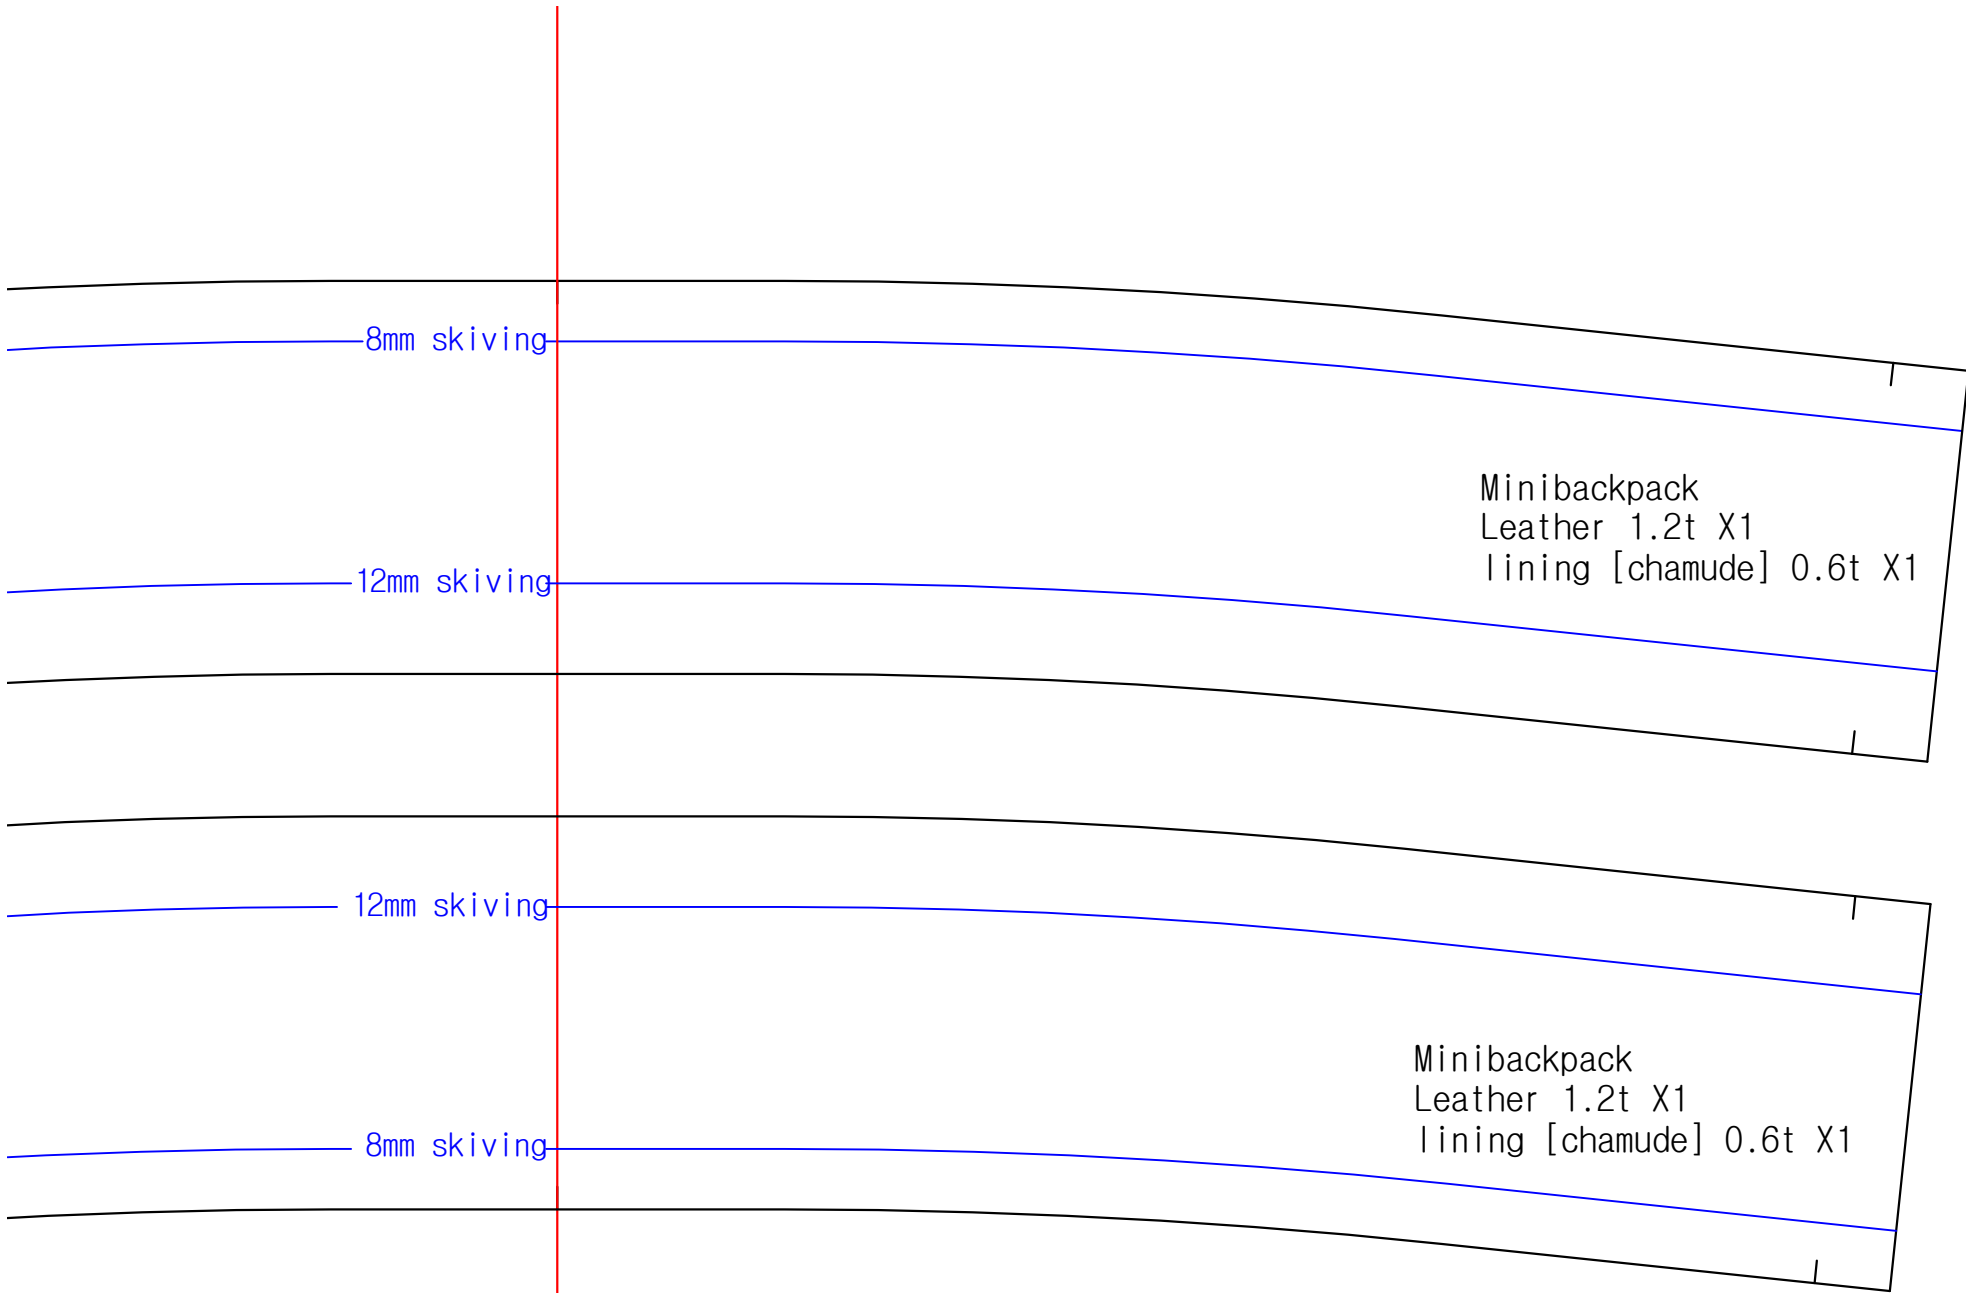 8mm skiving
Minibackpack
Leather 1.2t X1
lining [chamude] 0.6t X1
12mm skiving
12mm skiving
Minibackpack
Leather 1.2t X1
lining [chamude] 0.6t X1
8mm skiving